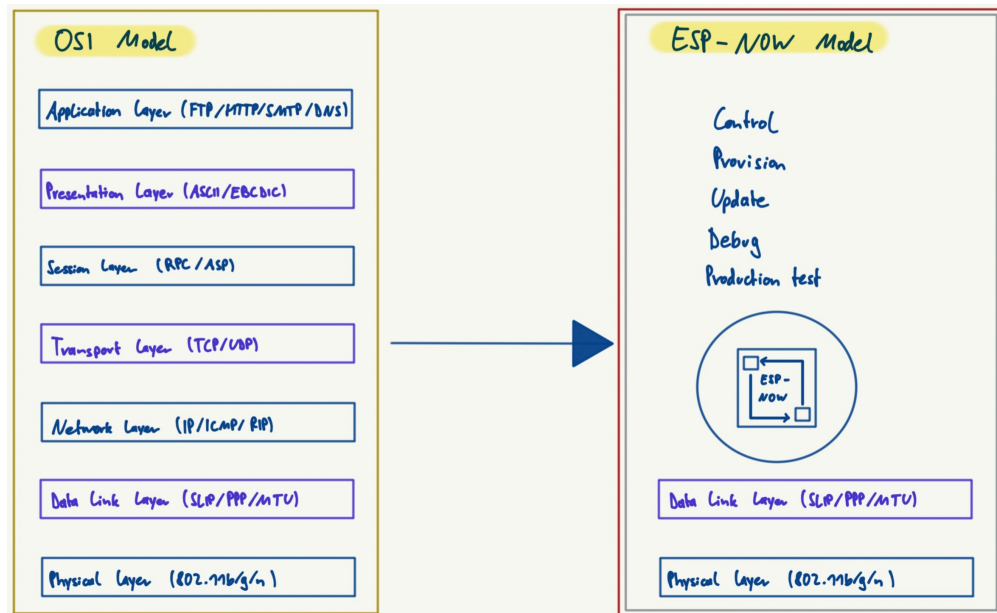 OSI Model
Application Layer (FTP/HTTP/SMTP/DNS)
Presentation Layer (ASCII/EBCDIC)
Session Layer (RPC/ASP)
Transport Layer (TCP/UDP)
Network Layer (IP/ICMP/RIP)
Data Link Layer (SLIP/PPP/MTU)
Physical Layer (802.11b/g/n)
ESP-NOW Model
Control
Provision
Update
Debug
Production test
ESP-
NOW
Data Link Layer (SLIP/PPP/MTU)
Physical Layer (802.11b/g/n)